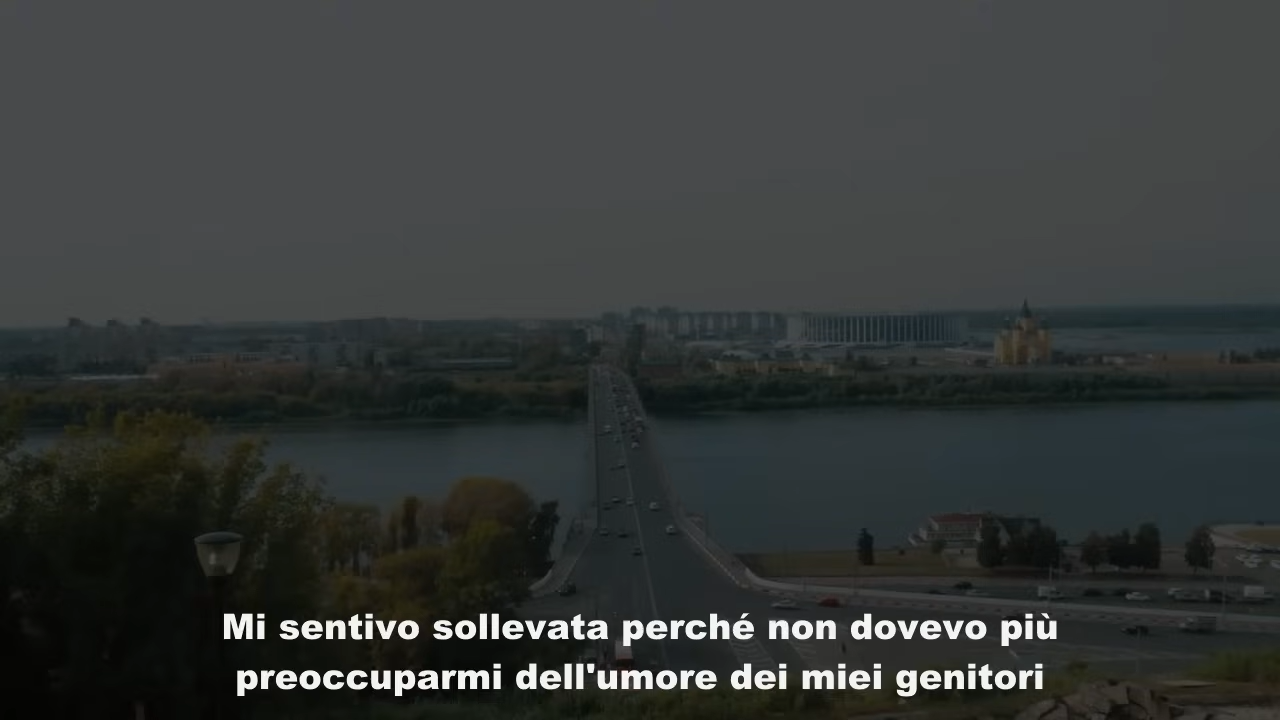 Mi sentivo sollevata perché non dovevo più
preoccuparmi dell'umore dei miei genitori